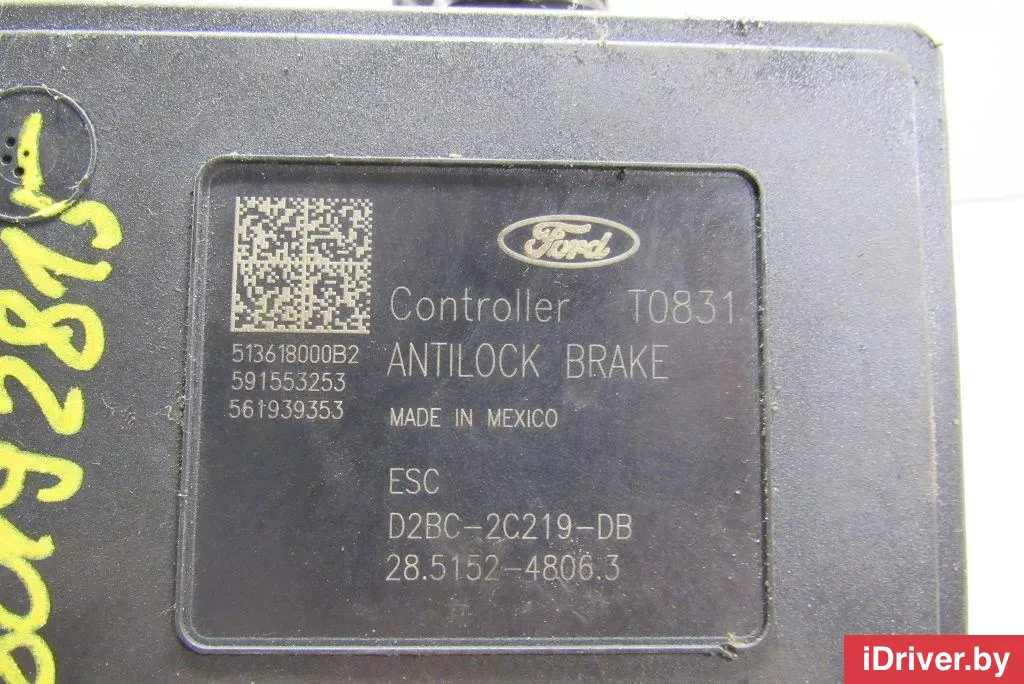 Ford
Controller T0831
ANTILOCK BRAKE
MADE IN MEXICO
ESC
D2BC-2C219-DB
28.5152-4806.3
513618000B2
591553253
561939353
iDriver.by